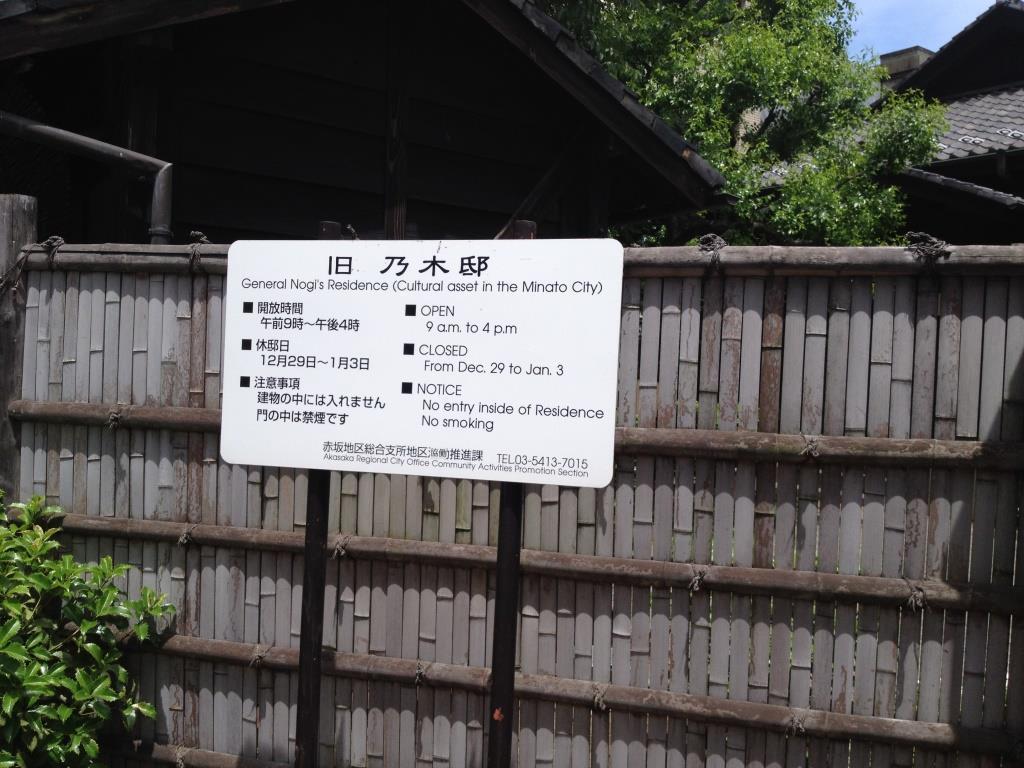 旧 乃木邸
General Nogi's Residence (Cultural asset in the Minato City)
■ 開放時間
午前9時～午後4時
■ 休邸日
12月29日～1月3日
■ 注意事項
建物の中には入れません
門の中は禁煙です
■ OPEN
9 a.m. to 4 p.m
■ CLOSED
From Dec. 29 to Jan. 3
■ NOTICE
No entry inside of Residence
No smoking
赤坂地区総合支所地区協働推進課 TEL03-5413-7015
Akasaka Regional City Office Community Activities Promotion Section